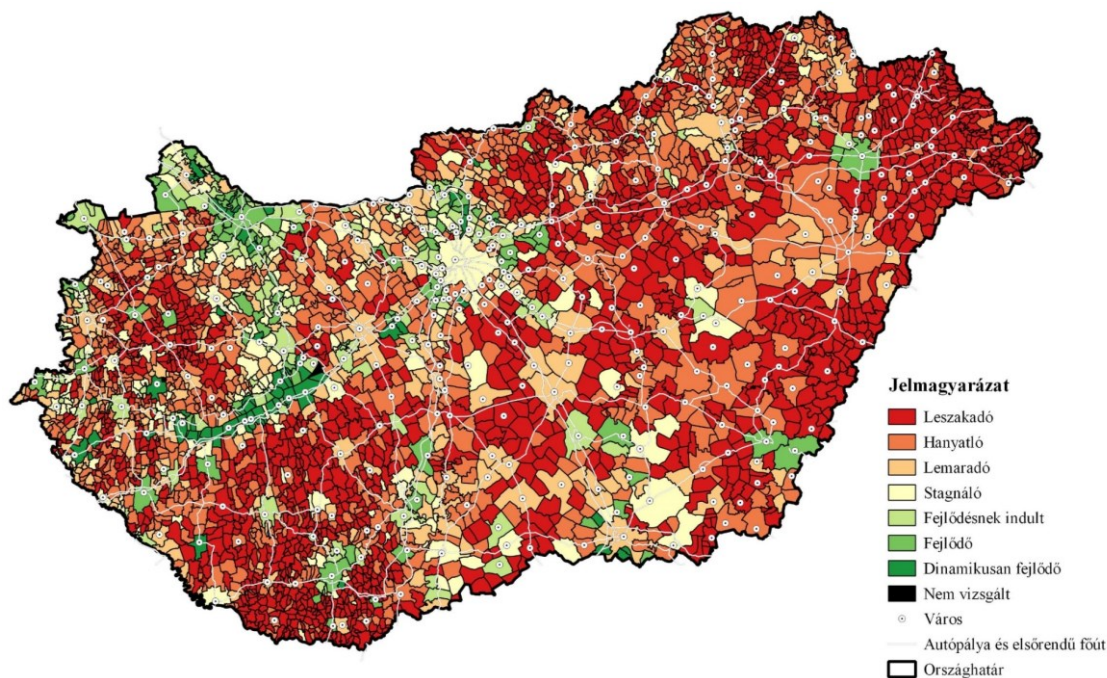 Jelmagyarázat
Leszakadó
Hanyatló
Lemaradó
Stagnáló
Fejlődésnek indult
Fejlődő
Dinamikusan fejlődő
Nem vizsgált
Város
Autópálya és elsőrendű főút
Országhatár